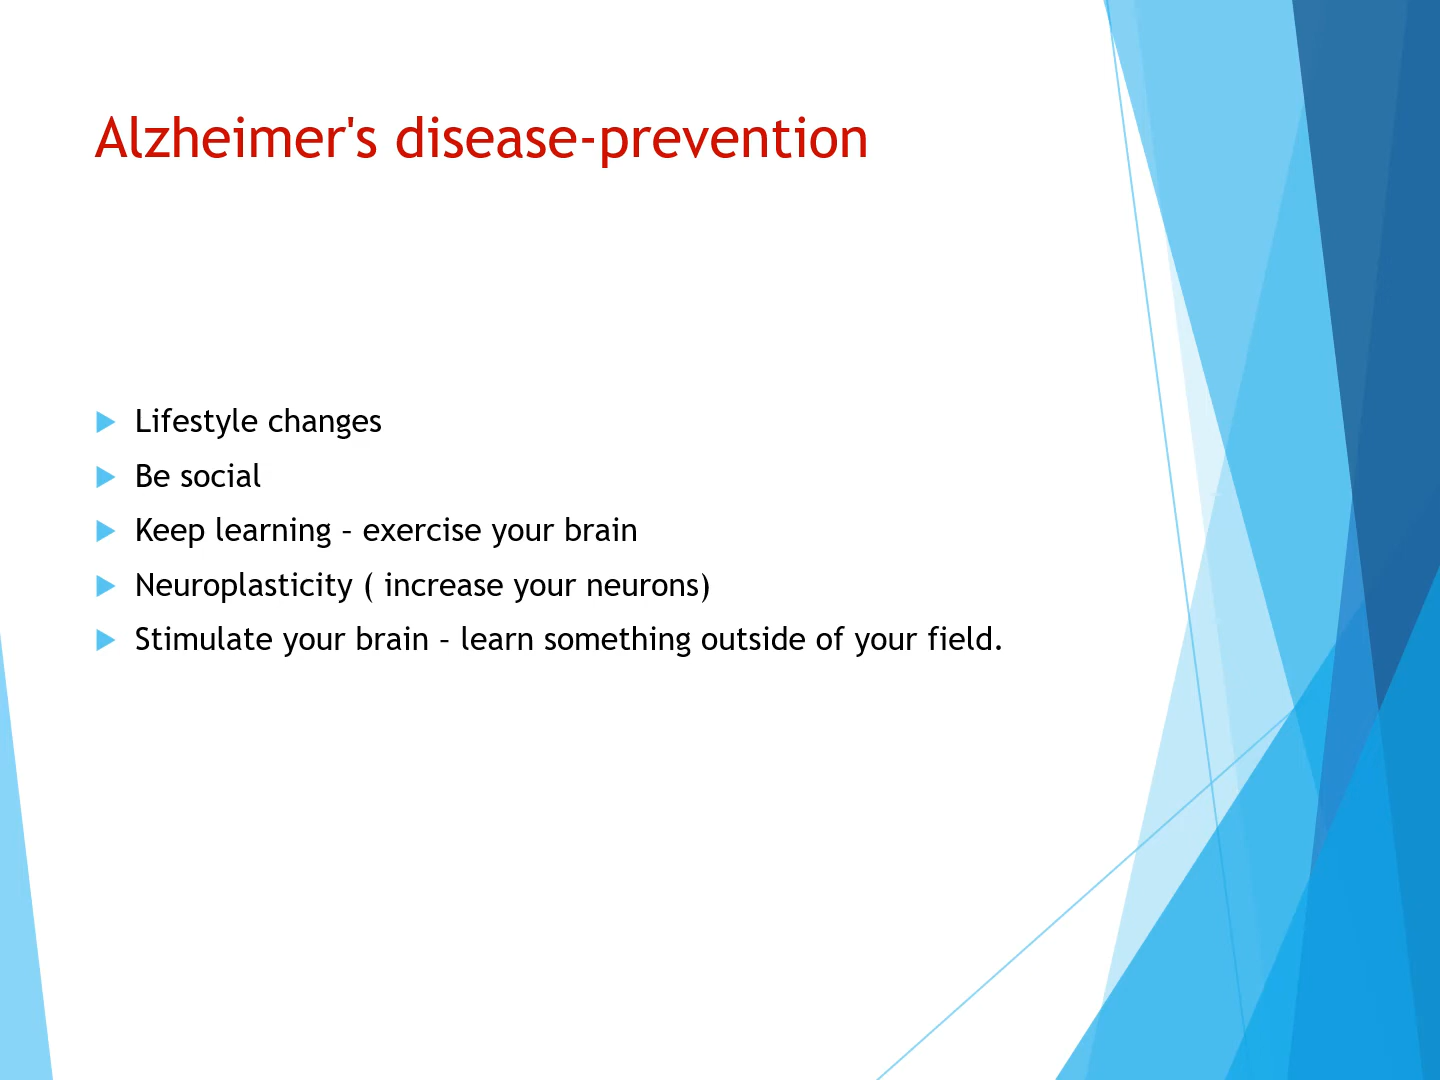 Alzheimer's disease-prevention
Lifestyle changes
Be social
Keep learning – exercise your brain
Neuroplasticity ( increase your neurons)
Stimulate your brain – learn something outside of your field.